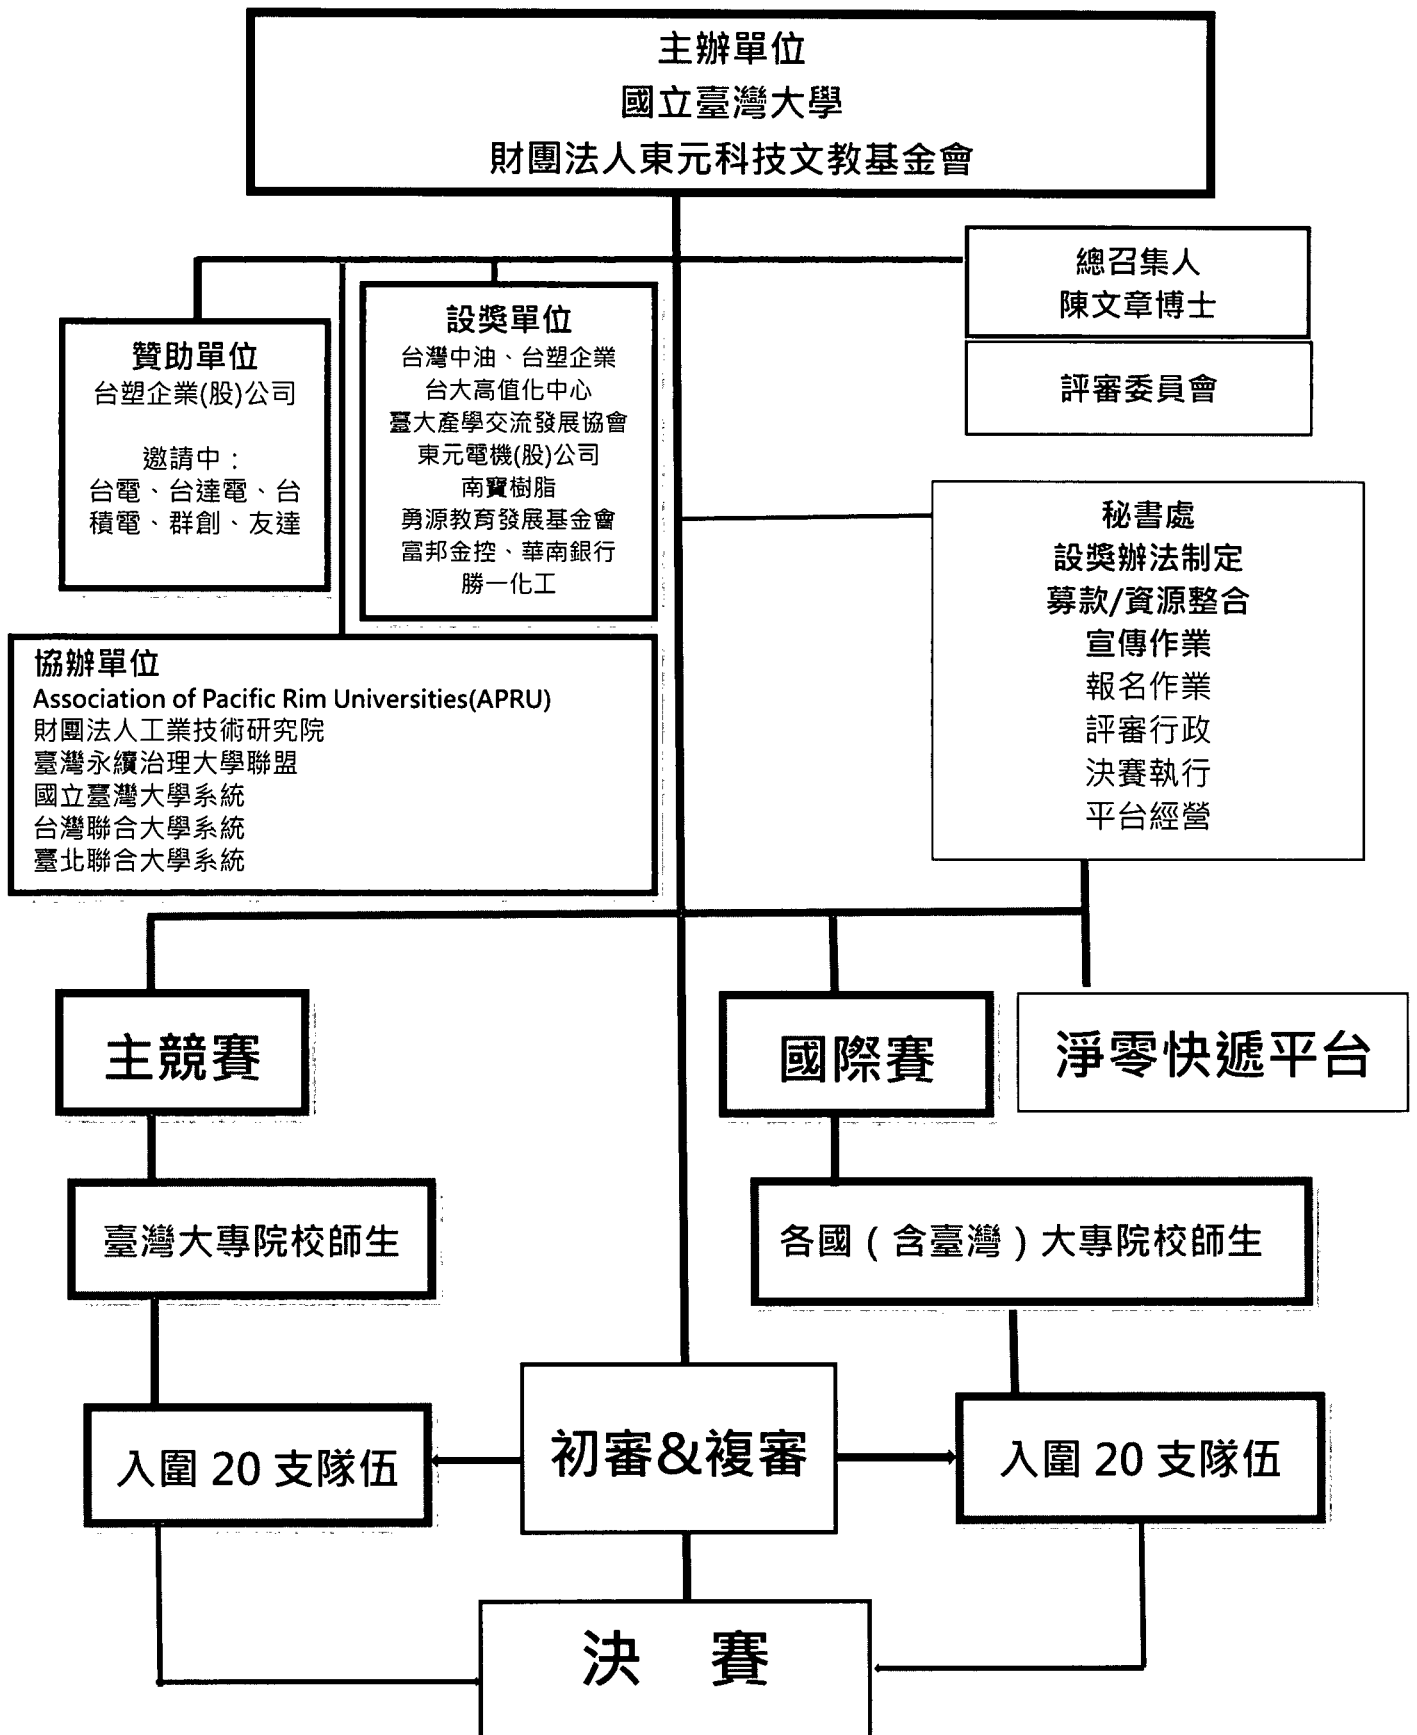 主辦單位
國立臺灣大學
財團法人東元科技文教基金會
總召集人
陳文章博士
評審委員會
贊助單位
台塑企業(股)公司
邀請中：
台電、台達電、台
積電、群創、友達
設獎單位
台灣中油、台塑企業
台大高值化中心
臺大產學交流發展協會
東元電機(股)公司
南寶樹脂
勇源教育發展基金會
富邦金控、華南銀行
勝一化工
秘書處
設獎辦法制定
募款/資源整合
宣傳作業
報名作業
評審行政
決賽執行
平台經營
協辦單位
Association of Pacific Rim Universities(APRU)
財團法人工業技術研究院
臺灣永續治理大學聯盟
國立臺灣大學系統
台灣聯合大學系統
臺北聯合大學系統
主競賽
國際賽
淨零快遞平台
臺灣大專院校師生
各國（含臺灣）大專院校師生
入圍 20 支隊伍
初審&複審
入圍 20 支隊伍
決 賽